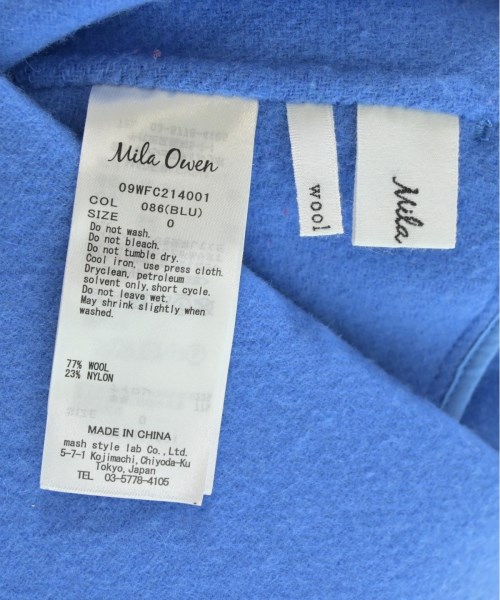 Mila Owen
09WFC214001
COL 086(BLU)
SIZE 0
Do not wash.
Do not bleach.
Do not tumble dry.
Cool iron, use press cloth.
Dryclean, petroleum
solvent only, short cycle.
Do not leave wet.
May shrink slightly when
washed.
77% WOOL
23% NYLON
MADE IN CHINA
mash style lab Co., Ltd.
5-7-1 Kojimachi, Chiyoda-Ku
Tokyo, Japan
TEL 03-5778-4105
wool
Mila